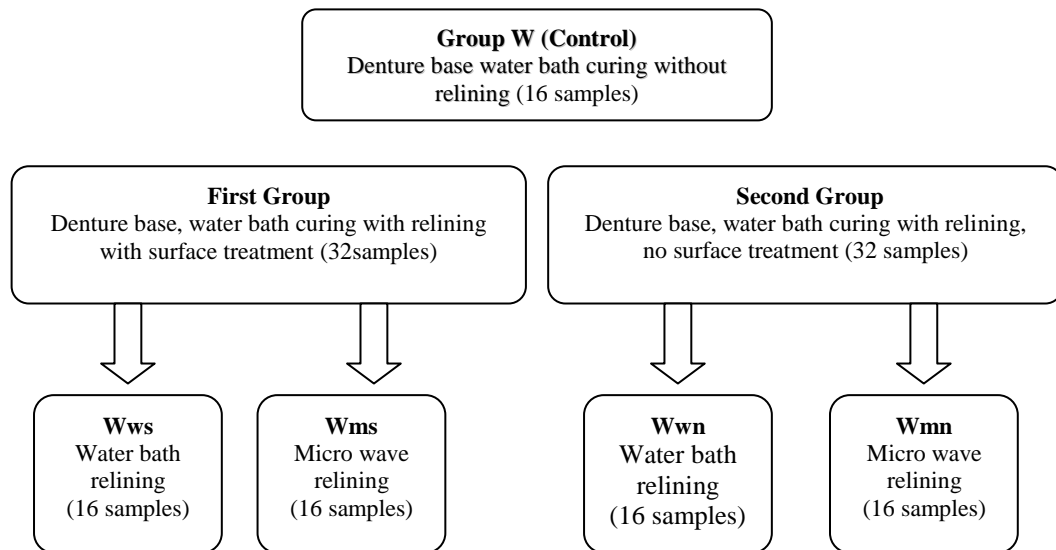 Group W (Control)
Denture base water bath curing without
relining (16 samples)
First Group
Denture base, water bath curing with relining
with surface treatment (32samples)
Second Group
Denture base, water bath curing with relining,
no surface treatment (32 samples)
Wws
Water bath
relining
(16 samples)
Wms
Micro wave
relining
(16 samples)
Wwn
Water bath
relining
(16 samples)
Wmn
Micro wave
relining
(16 samples)